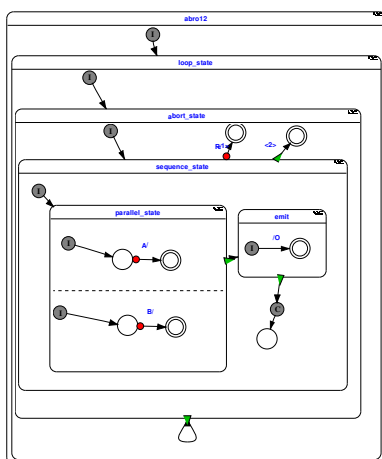 abro12
I
loop_state
I
abort_state
I
R/<1>
<2>
sequence_state
I
parallel_state
emit
I
A/
I
/O
I
B/
C